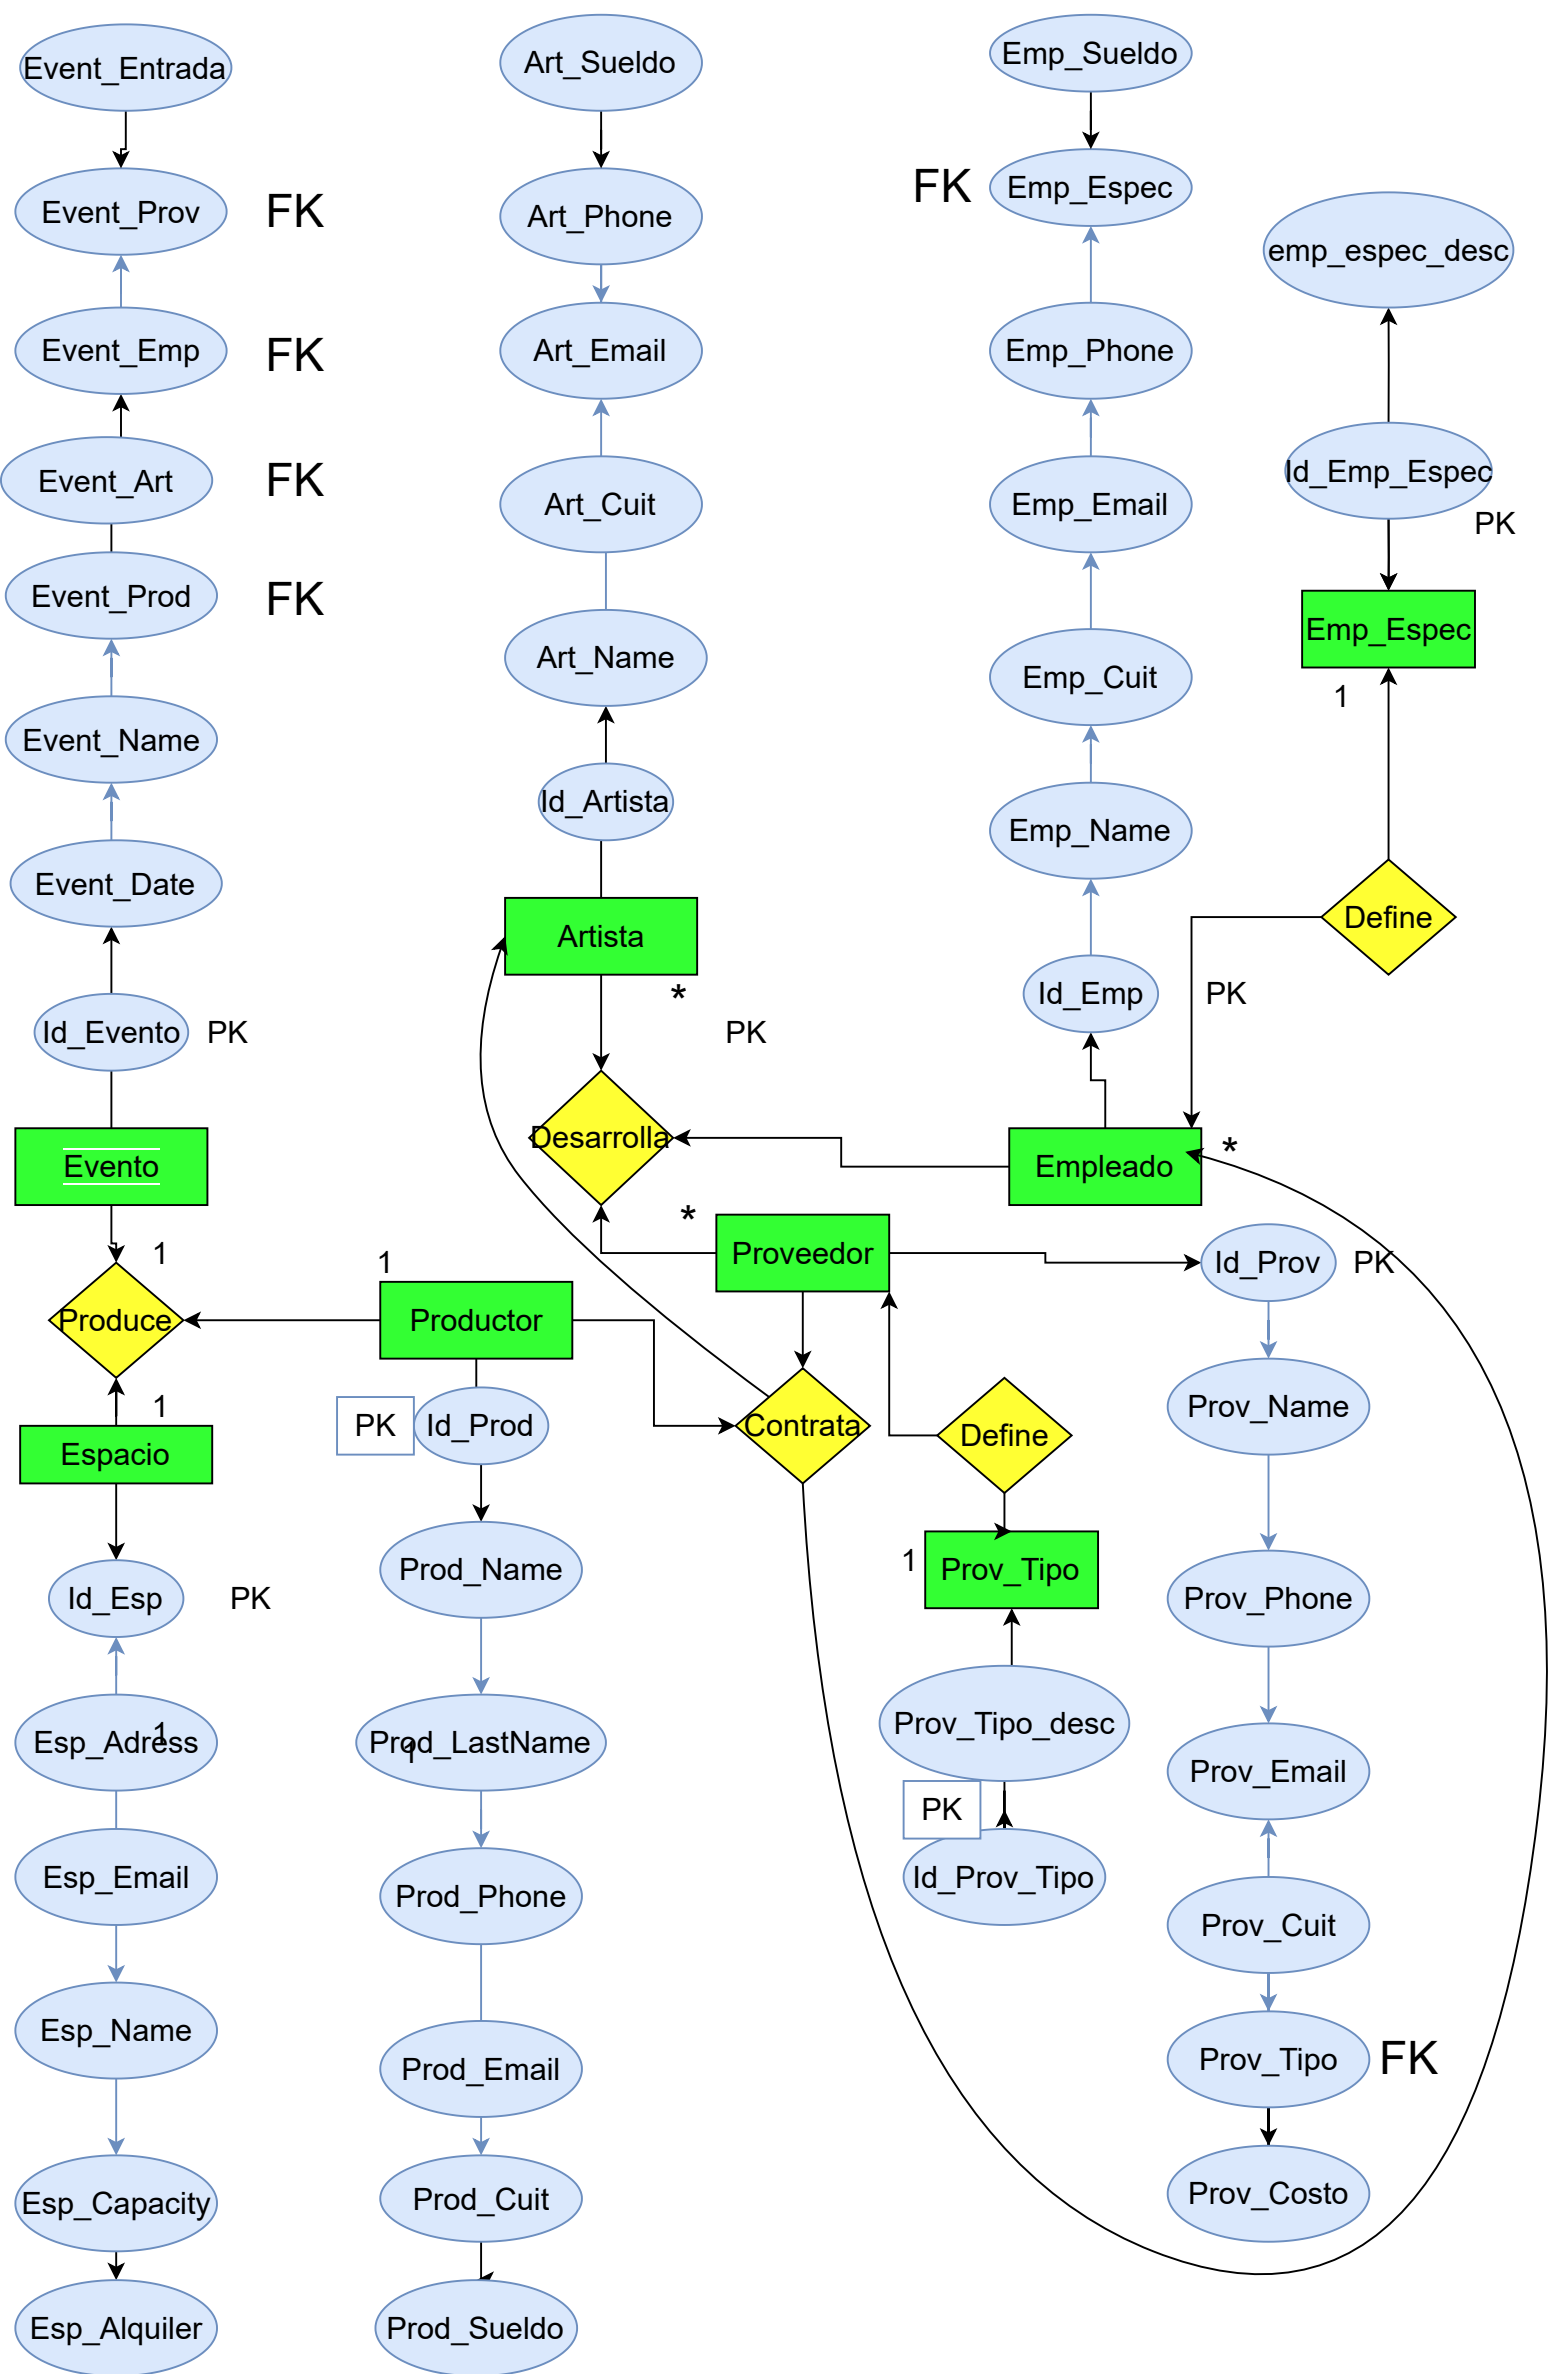 Event_Entrada
Event_Prov
FK
Event_Emp
FK
Event_Art
FK
Event_Prod
FK
Event_Name
Event_Date
Id_Evento
PK
Evento
1
Produce
1
Espacio
Id_Esp
PK
Esp_Adress
1
Esp_Email
Esp_Name
Esp_Capacity
Esp_Alquiler
Art_Sueldo
Art_Phone
Art_Email
Art_Cuit
Art_Name
Id_Artista
Artista
*
PK
Desarrolla
*
Proveedor
1
Productor
PK
Id_Prod
Contrata
Prod_Name
Prod_LastName
1
Prod_Phone
Prod_Email
Prod_Cuit
Prod_Sueldo
Define
1
Prov_Tipo
Prov_Tipo_desc
PK
Id_Prov_Tipo
Emp_Sueldo
FK
Emp_Espec
Emp_Phone
Emp_Email
Emp_Cuit
Emp_Name
Id_Emp
PK
Empleado
*
emp_espec_desc
Id_Emp_Espec
PK
Emp_Espec
1
Define
Id_Prov
PK
Prov_Name
Prov_Phone
Prov_Email
Prov_Cuit
Prov_Tipo
FK
Prov_Costo